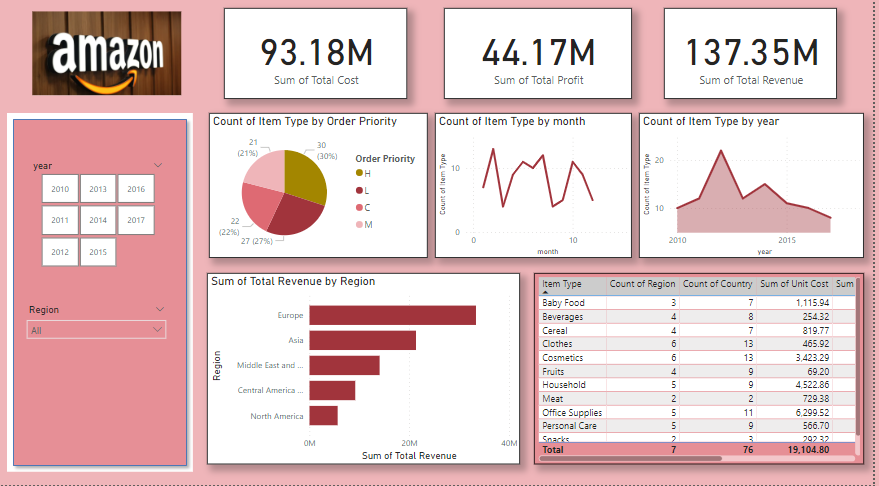 amazon
93.18M
Sum of Total Cost
44.17M
Sum of Total Profit
137.35M
Sum of Total Revenue
year
2010 2013 2016
2011 2014 2017
2012 2015
Region
All
Count of Item Type by Order Priority
21
(21%)
30
(30%)
22
(22%)
27 (27%)
Order Priority
H
L
C
M
Count of Item Type by month
Count of Item Type
10
0
0 10
month
Count of Item Type by year
Count of Item Type
20
10
2010 2015
year
Sum of Total Revenue by Region
Region
Europe
Asia
Middle East and ...
Central America ...
North America
0M 20M 40M
Sum of Total Revenue
Item Type Count of Region Count of Country Sum of Unit Cost Sum
Baby Food 3 7 1,115.94
Beverages 4 8 254.32
Cereal 4 7 819.77
Clothes 6 13 465.92
Cosmetics 6 13 3,423.29
Fruits 4 9 69.20
Household 5 9 4,522.86
Meat 2 2 729.38
Office Supplies 5 11 6,299.52
Personal Care 5 9 566.70
Snacks 2 3 292.32
Total 7 76 19,104.80